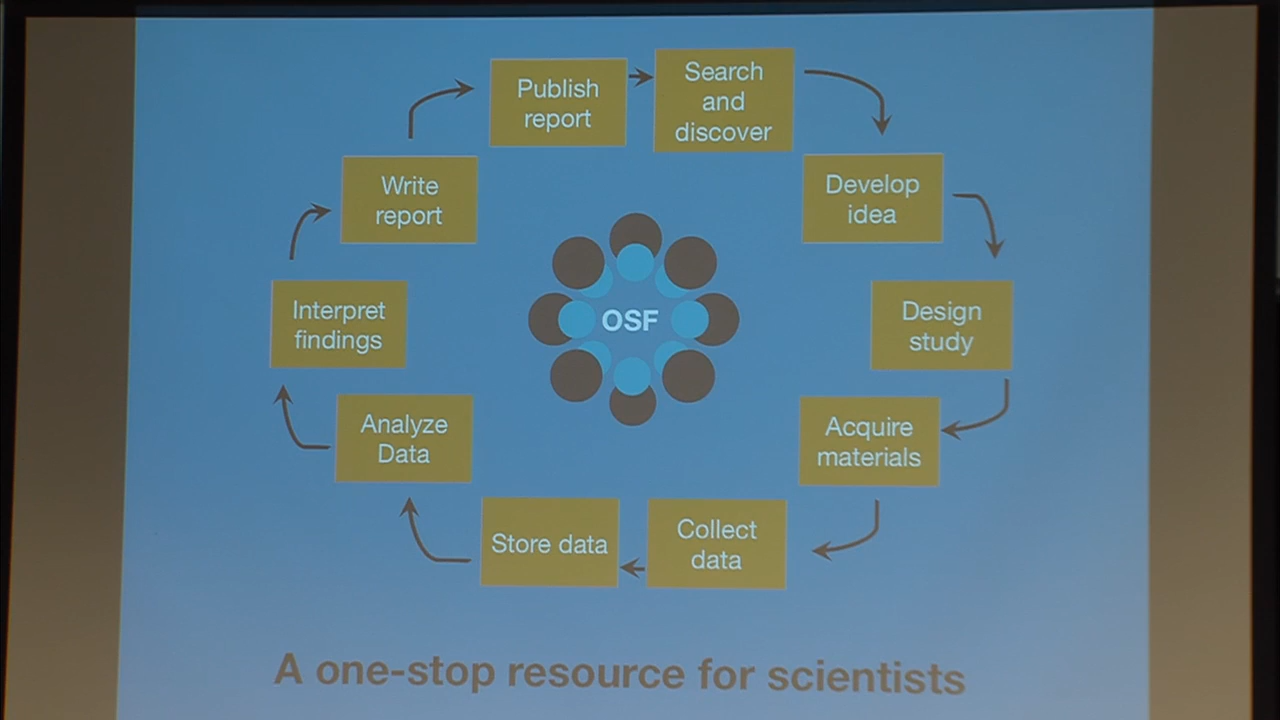 Publish
report
Search
and
discover
Develop
idea
Design
study
Acquire
materials
Collect
data
Store data
Analyze
Data
Interpret
findings
Write
report
OSF
A one-stop resource for scientists